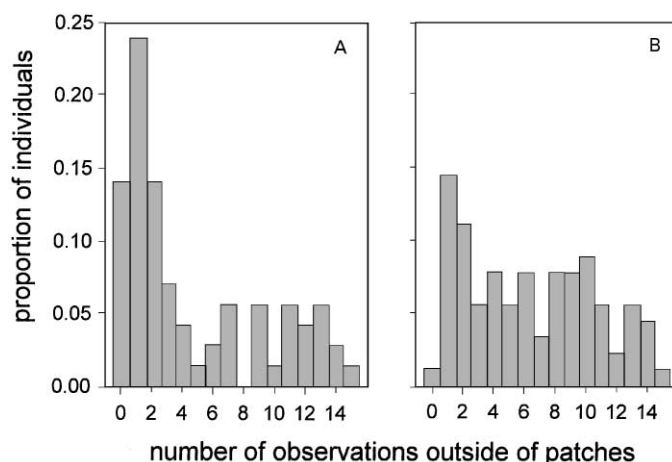 0.25
0.20
0.15
0.10
0.05
0.00
A
B
0 2 4 6 8 10 12 14
0 2 4 6 8 10 12 14
proportion of individuals
number of observations outside of patches